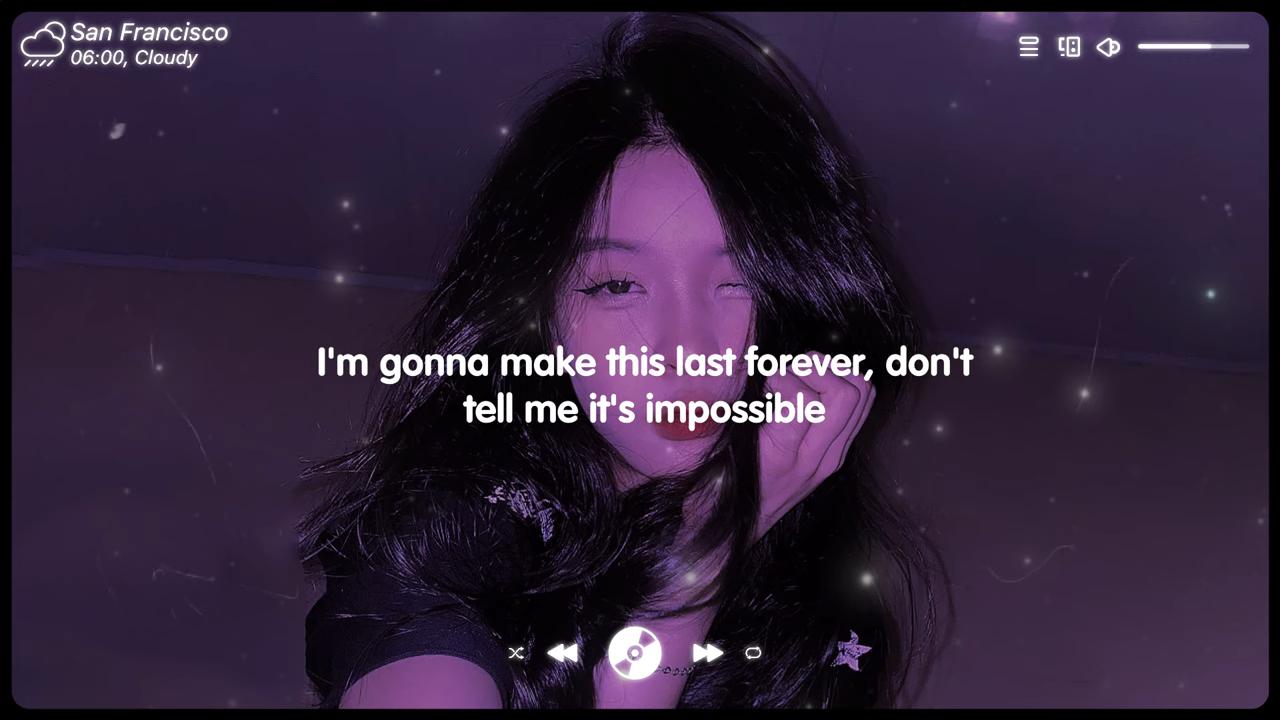 San Francisco
06:00, Cloudy
I'm gonna make this last forever, don't
tell me it's impossible